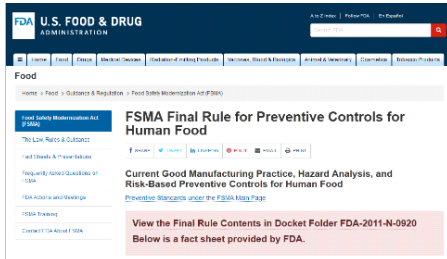 FDA U.S. FOOD & DRUG
ADMINISTRATION
A to Z Index | Follow FDA | En Español
Search FDA
Home Food Drugs Medical Devices Radiation-Emitting Products Vaccines, Blood & Biologics Animal & Veterinary Cosmetics Tobacco Products
Food
Home > Food > Guidance & Regulation > Food Safety Modernization Act (FSMA)
Food Safety Modernization Act
(FSMA)
The Law, Rules & Guidance
Fact Sheets & Presentations
Frequently Asked Questions on
FSMA
FDA Actions and Meetings
FSMA Training
Contact FDA About FSMA
FSMA Final Rule for Preventive Controls for
Human Food
SHARE TWEET LINKEDIN PIN IT EMAIL PRINT
Current Good Manufacturing Practice, Hazard Analysis, and
Risk-Based Preventive Controls for Human Food
Preventive Standards under the FSMA Main Page
View the Final Rule Contents in Docket Folder FDA-2011-N-0920
Below is a fact sheet provided by FDA.